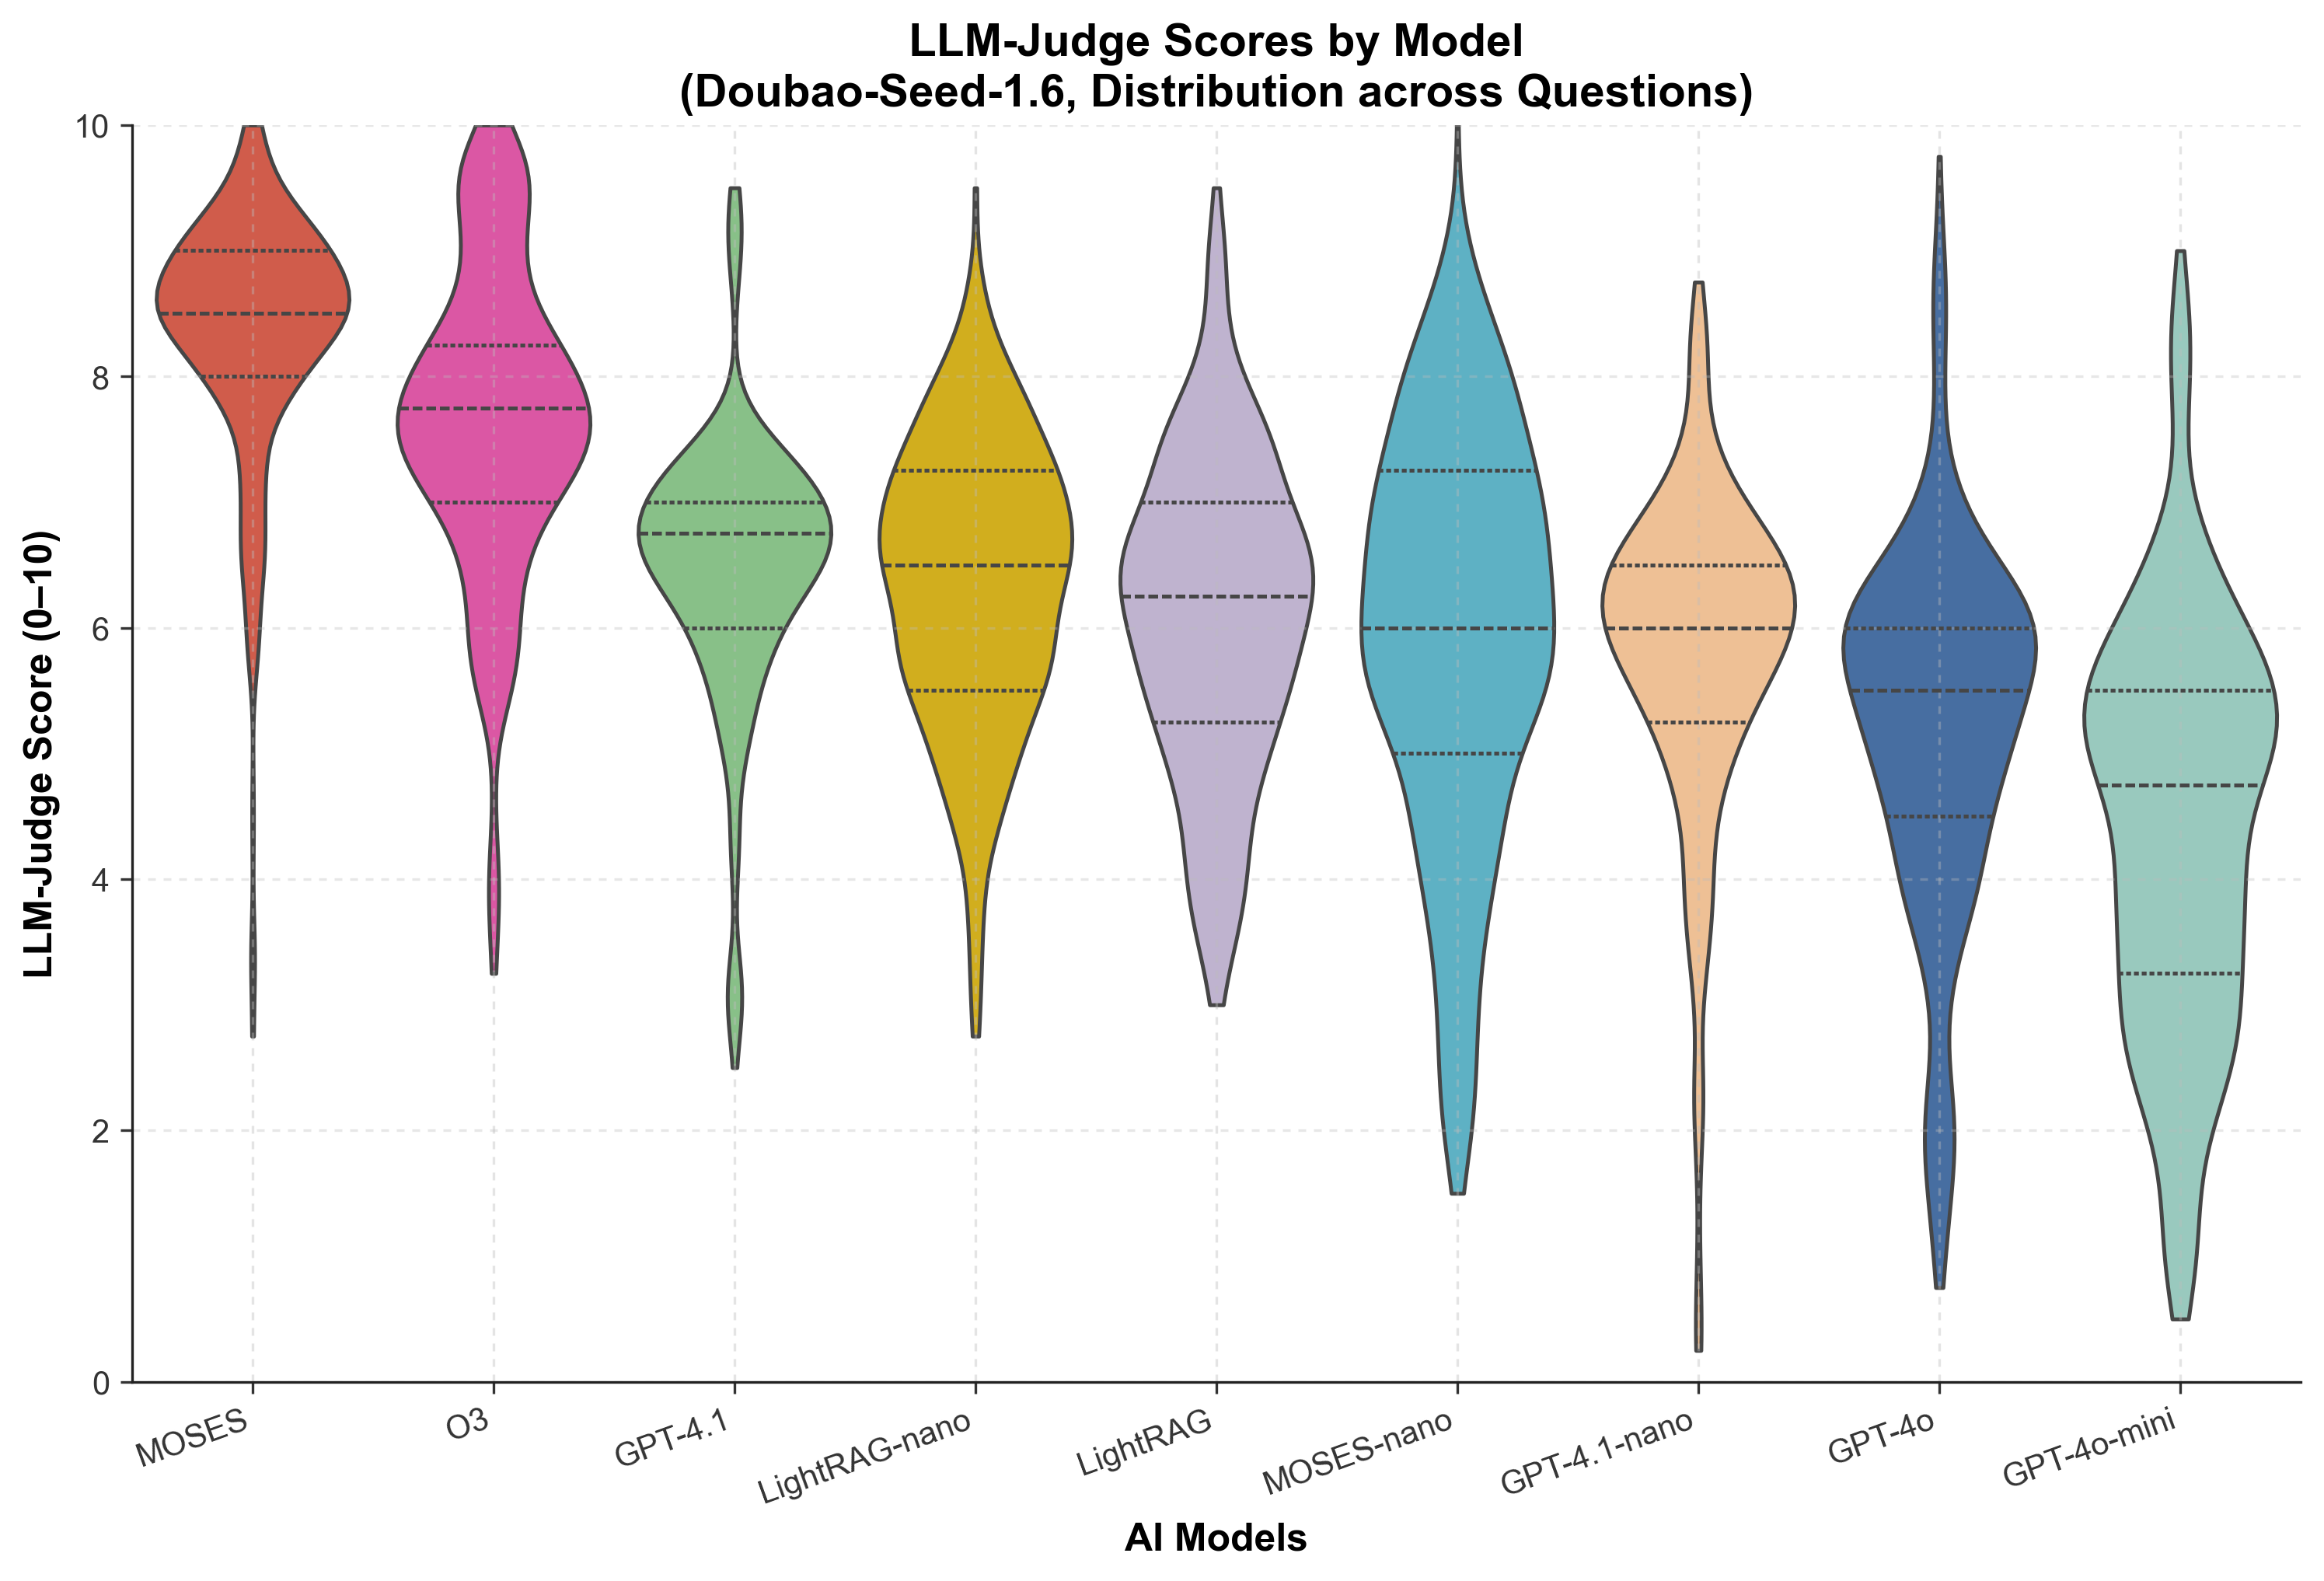 LLM-Judge Scores by Model
(Doubao-Seed-1.6, Distribution across Questions)
LLM-Judge Score (0–10)
10
8
6
4
2
0
MOSES
O3
GPT-4.1
LightRAG-nano
LightRAG
MOSES-nano
GPT-4.1-nano
GPT-4o
GPT-4o-mini
AI Models